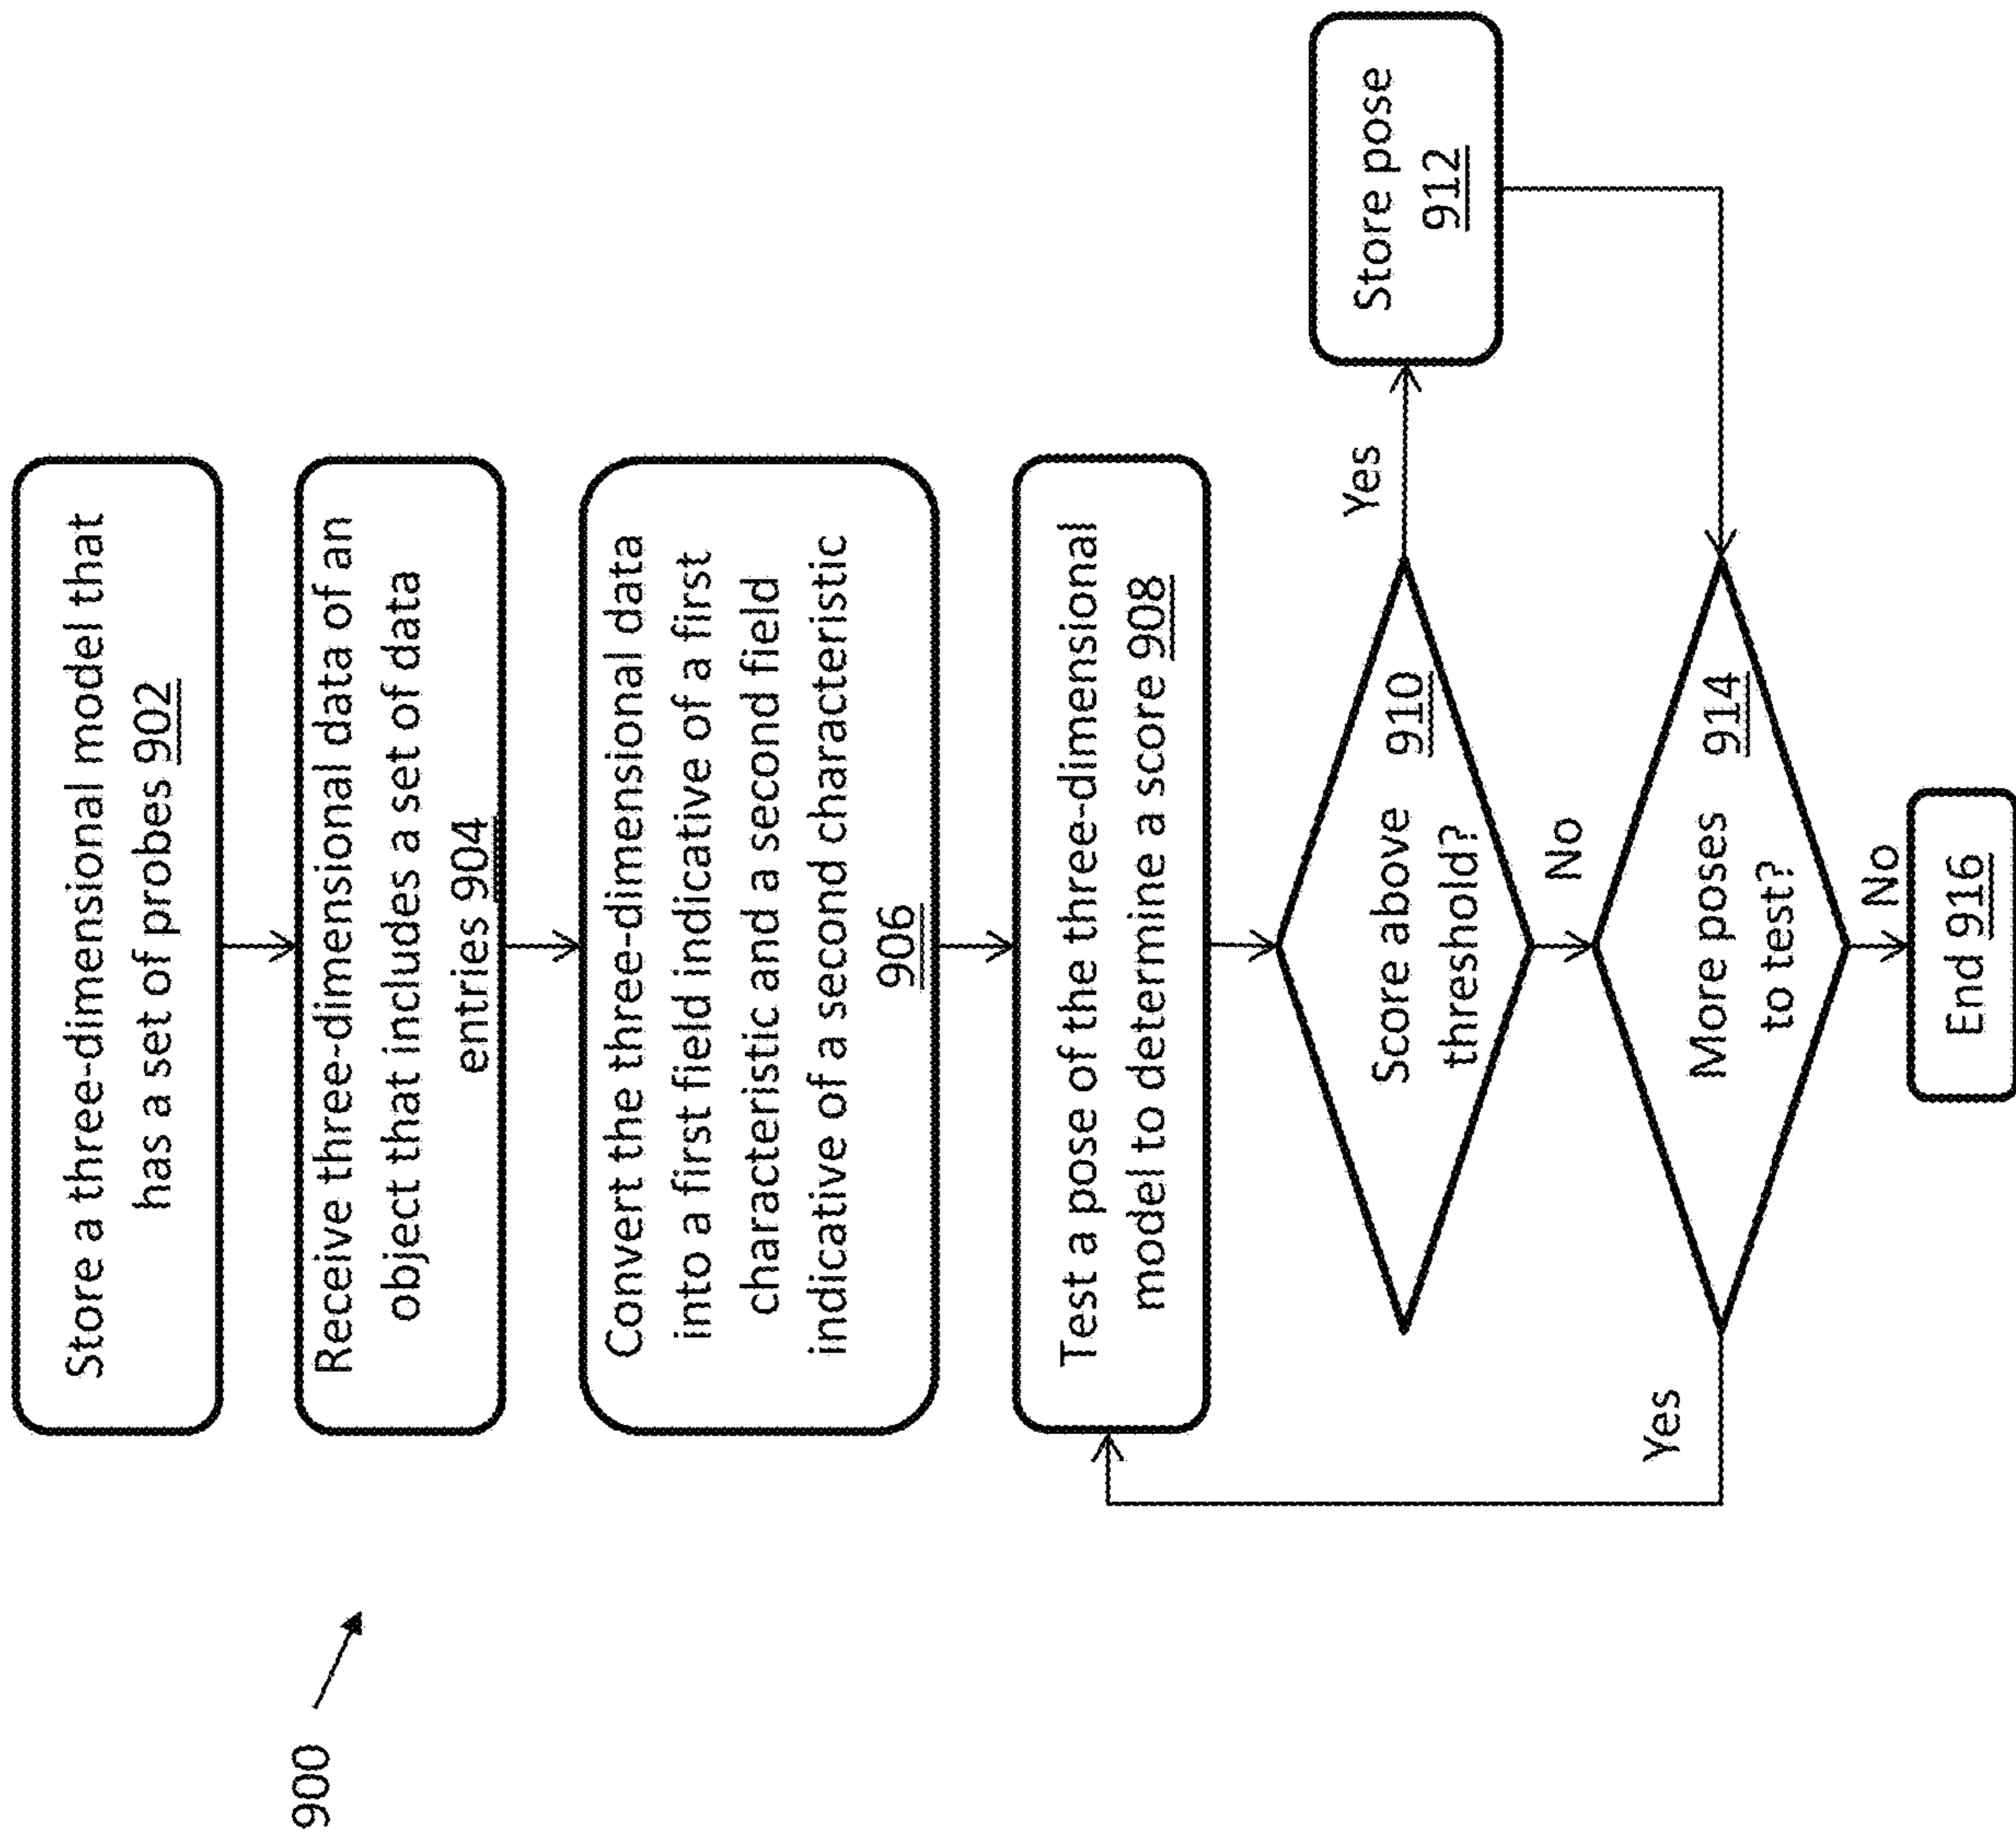 900
Store a three-dimensional model that
has a set of probes 902
Receive three-dimensional data of an
object that includes a set of data
entries 904
Convert the three-dimensional data
into a first field indicative of a first
characteristic and a second field
indicative of a second characteristic
906
Test a pose of the three-dimensional
model to determine a score 908
Score above
threshold?
910
Yes
Store pose
912
No
More poses
to test?
914
Yes
No
End 916